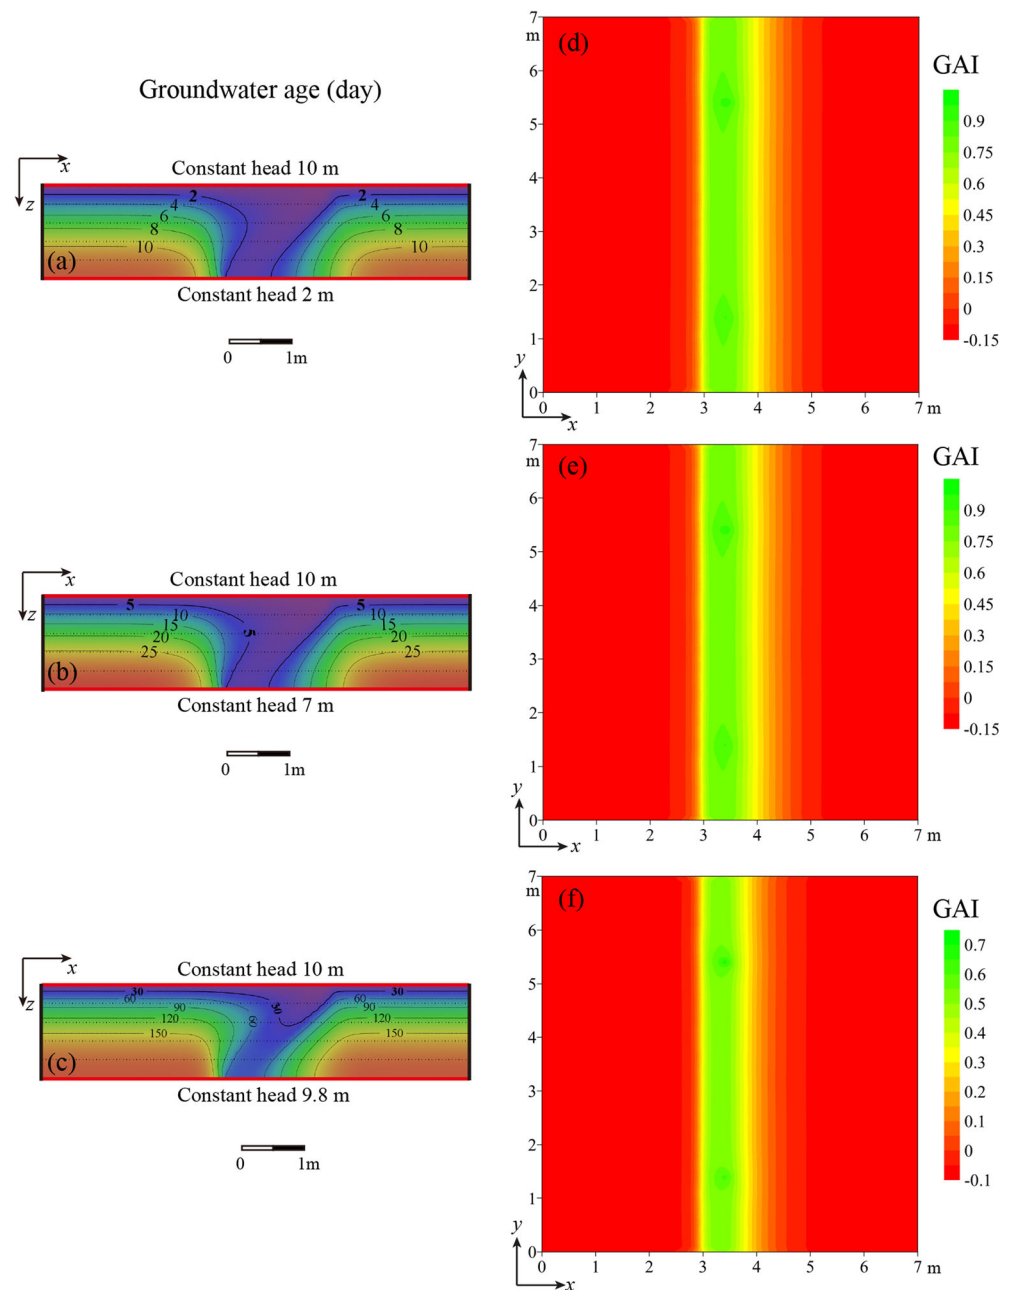 Groundwater age (day)
Constant head 10 m
x
z
2 2
4 4
6 6
8 8
10 10
(a)
Constant head 2 m
0 1m
Constant head 10 m
x
z
5 5
10 10
15 5 15
20 20
25 25
(b)
Constant head 7 m
0 1m
Constant head 10 m
x
z
30 30
60 30 60
90 90
120 60 120
150 150
(c)
Constant head 9.8 m
0 1m
(d)
7
m
6
5
4
3
2
1
0
y
0 1 2 3 4 5 6 7 m
x
GAI
0.9
0.75
0.6
0.45
0.3
0.15
0
-0.15
(e)
7
m
6
5
4
3
2
1
0
y
0 1 2 3 4 5 6 7 m
x
GAI
0.9
0.75
0.6
0.45
0.3
0.15
0
-0.15
(f)
7
m
6
5
4
3
2
1
0
y
0 1 2 3 4 5 6 7 m
x
GAI
0.7
0.6
0.5
0.4
0.3
0.2
0.1
0
-0.1